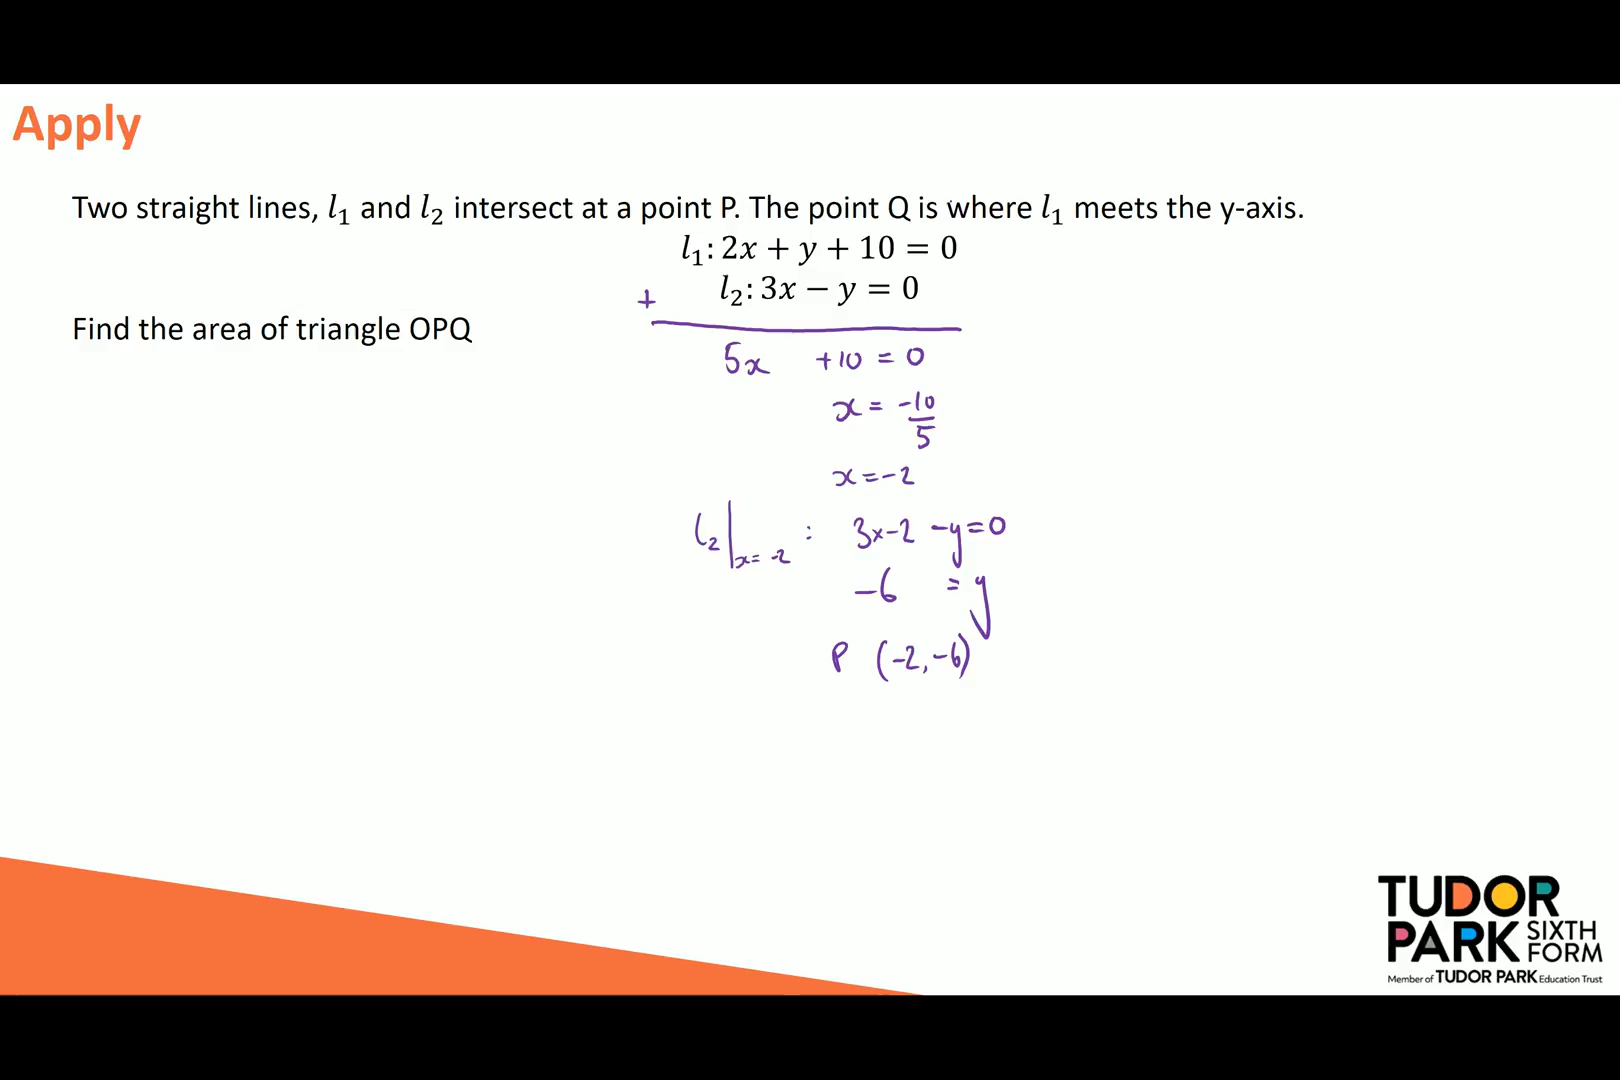 Apply
Two straight lines, l₁ and l₂ intersect at a point P. The point Q is where l₁ meets the y-axis.
l₁: 2x + y + 10 = 0
l₂: 3x − y = 0
+
Find the area of triangle OPQ
5x +10 = 0
x = -10/5
x = -2
l₂|x=-2 : 3x-2 -y=0
-6 = y
P (-2,-6)
TUDOR
PARK SIXTH FORM
Member of TUDOR PARK Education Trust